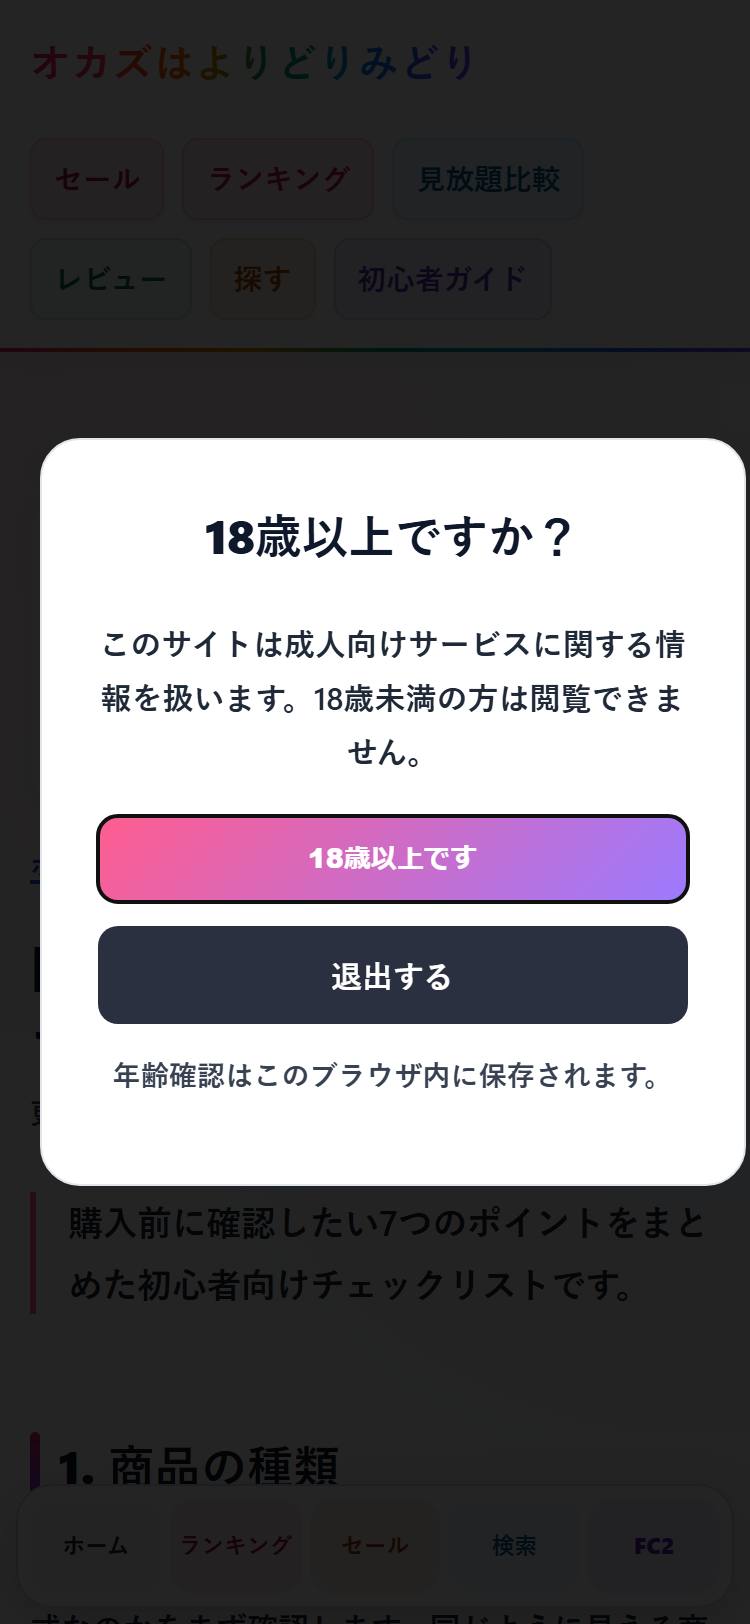 オカズはよりどりみどり
セール
ランキング
見放題比較
レビュー
探す
初心者ガイド
18歳以上ですか？
このサイトは成人向けサービスに関する情
報を扱います。18歳未満の方は閲覧できま
せん。
18歳以上です
退出する
年齢確認はこのブラウザ内に保存されます。
購入前に確認したい7つのポイントをまと
めた初心者向けチェックリストです。
1. 商品の種類
ホーム
ランキング
セール
検索
FC2